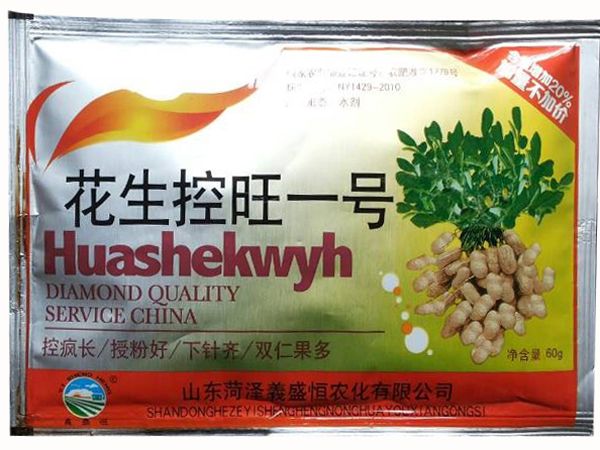 NY1429-2010
水剂
加20%
不加价
花生控旺一号
Huashekwyh
DIAMOND QUALITY
SERVICE CHINA
控疯长/授粉好/下针齐/双仁果多
净含量 60g
山东菏泽義盛恒农化有限公司
SHANDONGHEZEYISHENGHENGNONGHUAYOUXIANGONGSI